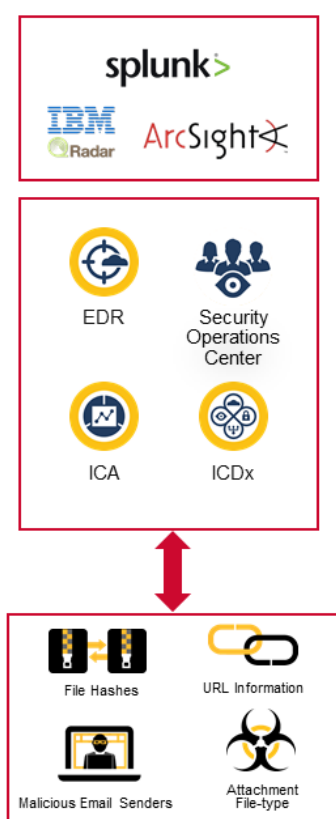 splunk>
IBM
QRadar
ArcSight
EDR
Security
Operations
Center
ICA
ICDx
File Hashes
URL Information
Malicious Email Senders
Attachment
File-type